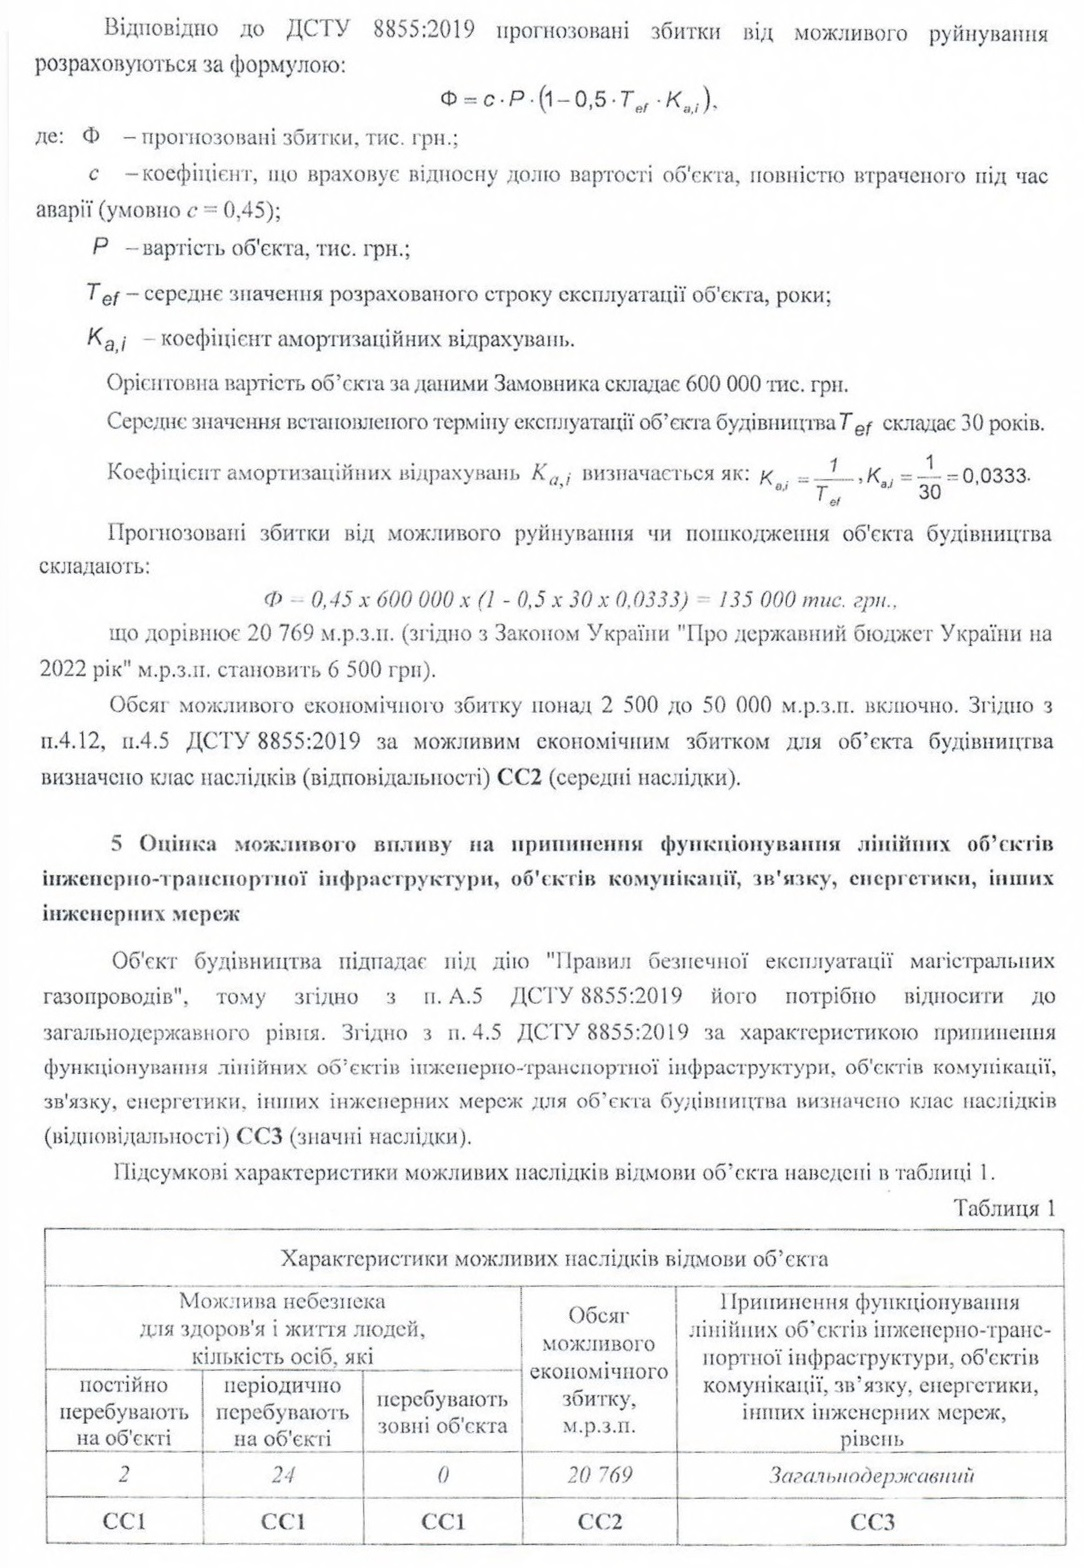 Відповідно до ДСТУ 8855:2019 прогнозовані збитки від можливого руйнування
розраховуються за формулою:
Ф = c · P · (1 − 0,5 · T ef · K a,i ),
де: Ф – прогнозовані збитки, тис. грн.;
c – коефіцієнт, що враховує відносну долю вартості об'єкта, повністю втраченого під час
аварії (умовно c = 0,45);
P – вартість об'єкта, тис. грн.;
T ef – середнє значення розрахованого строку експлуатації об'єкта, роки;
K a,i – коефіцієнт амортизаційних відрахувань.
Орієнтовна вартість об’єкта за даними Замовника складає 600 000 тис. грн.
Середнє значення встановленого терміну експлуатації об’єкта будівництва T ef складає 30 років.
Коефіцієнт амортизаційних відрахувань K a,i визначається як: K a,i = 1/T ef , K a,i = 1/30 = 0,0333.
Прогнозовані збитки від можливого руйнування чи пошкодження об'єкта будівництва
складають:
Ф = 0,45 x 600 000 x (1 - 0,5 x 30 x 0,0333) = 135 000 тис. грн.,
що дорівнює 20 769 м.р.з.п. (згідно з Законом України "Про державний бюджет України на
2022 рік" м.р.з.п. становить 6 500 грн).
Обсяг можливого економічного збитку понад 2 500 до 50 000 м.р.з.п. включно. Згідно з
п.4.12, п.4.5 ДСТУ 8855:2019 за можливим економічним збитком для об’єкта будівництва
визначено клас наслідків (відповідальності) СС2 (середні наслідки).
5 Оцінка можливого впливу на припинення функціонування лінійних об’єктів
інженерно-транспортної інфраструктури, об'єктів комунікації, зв'язку, енергетики, інших
інженерних мереж
Об'єкт будівництва підпадає під дію "Правил безпечної експлуатації магістральних
газопроводів", тому згідно з п. А.5 ДСТУ 8855:2019 його потрібно відносити до
загальнодержавного рівня. Згідно з п. 4.5 ДСТУ 8855:2019 за характеристикою припинення
функціонування лінійних об’єктів інженерно-транспортної інфраструктури, об'єктів комунікації,
зв'язку, енергетики, інших інженерних мереж для об’єкта будівництва визначено клас наслідків
(відповідальності) СС3 (значні наслідки).
Підсумкові характеристики можливих наслідків відмови об’єкта наведені в таблиці 1.
Таблиця 1
Характеристики можливих наслідків відмови об’єкта
Можлива небезпека
для здоров'я і життя людей,
кількість осіб, які
постійно
перебувають
на об'єкті
періодично
перебувають
на об'єкті
перебувають
зовні об'єкта
Обсяг
можливого
економічного
збитку,
м.р.з.п.
Припинення функціонування
лінійних об’єктів інженерно-транс-
портної інфраструктури, об'єктів
комунікації, зв’язку, енергетики,
інших інженерних мереж,
рівень
2 24 0 20 769 Загальнодержавний
СС1 СС1 СС1 СС2 СС3